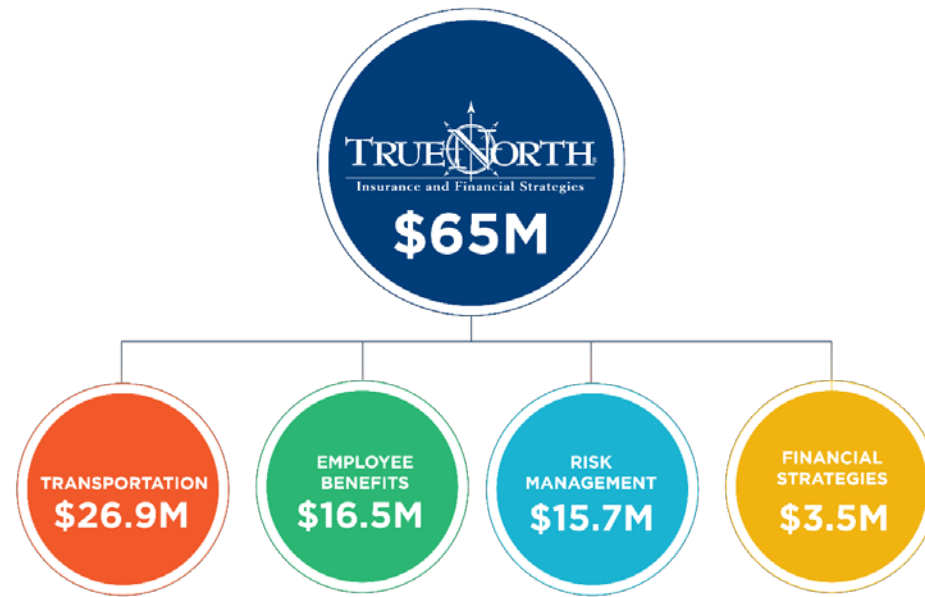 TRUENORTH®
Insurance and Financial Strategies
$65M
TRANSPORTATION
$26.9M
EMPLOYEE
BENEFITS
$16.5M
RISK
MANAGEMENT
$15.7M
FINANCIAL
STRATEGIES
$3.5M